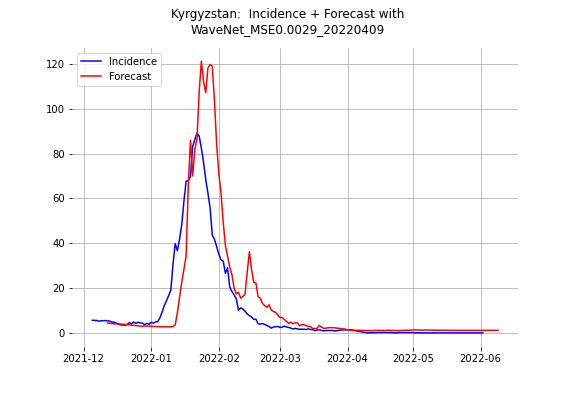 Kyrgyzstan:  Incidence + Forecast with
WaveNet_MSE0.0029_20220409
Incidence
Forecast
120
100
80
60
40
20
0
2021-12 2022-01 2022-02 2022-03 2022-04 2022-05 2022-06